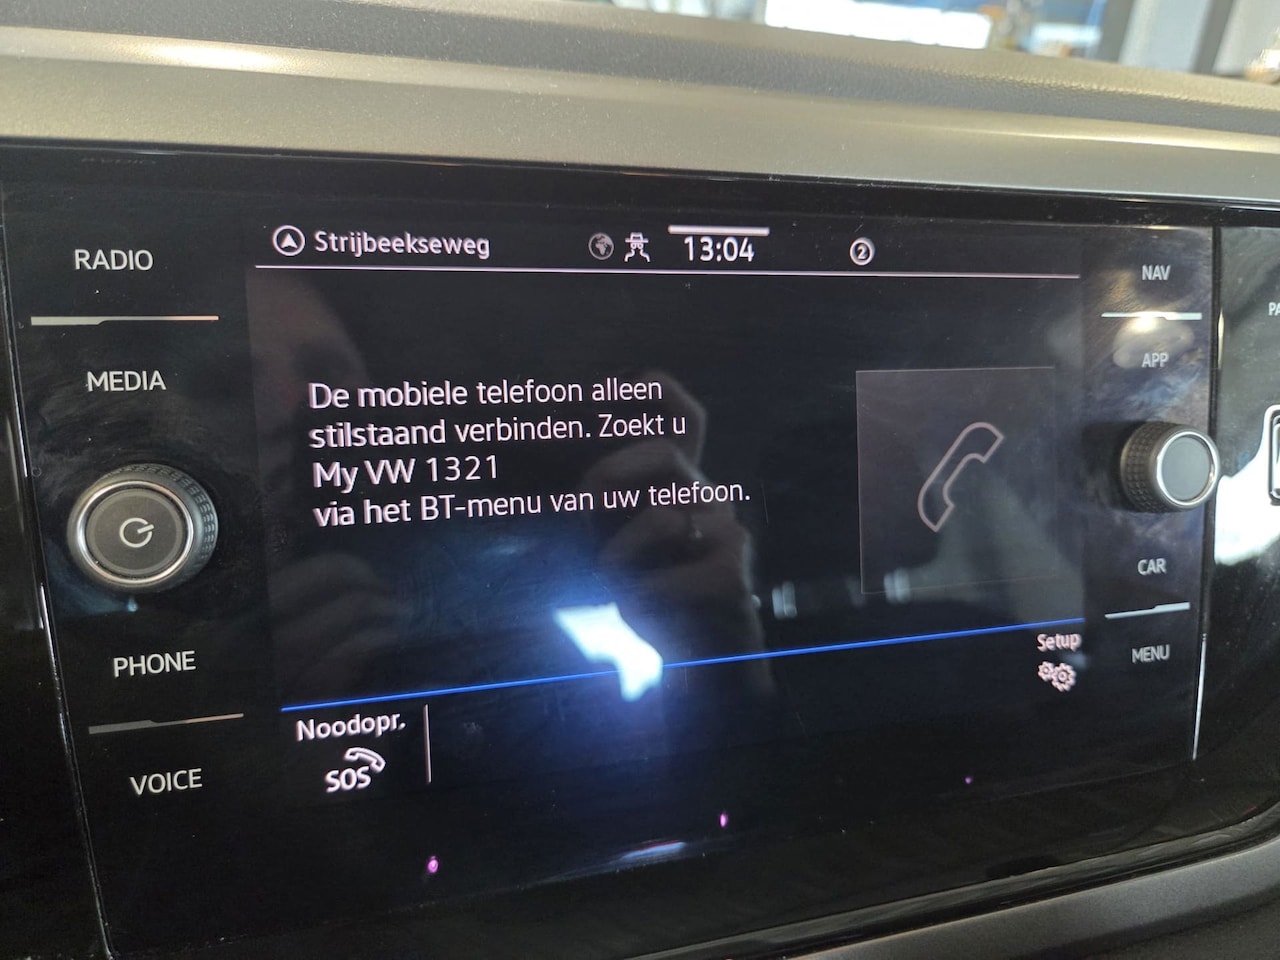 RADIO
MEDIA
PHONE
VOICE
Strijbeekseweg
13:04
2
De mobiele telefoon alleen
stilstaand verbinden. Zoekt u
My VW 1321
via het BT-menu van uw telefoon.
Setup
Noodopr.
SOS
NAV
APP
CAR
MENU